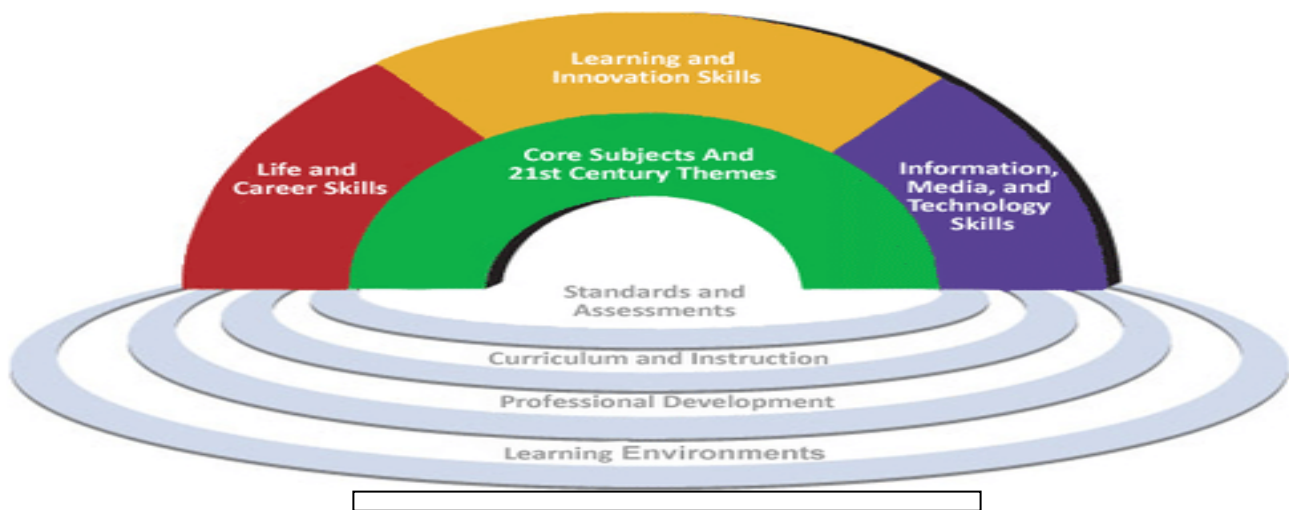 Learning and
Innovation Skills
Life and
Career Skills
Core Subjects And
21st Century Themes
Information,
Media, and
Technology
Skills
Standards and
Assessments
Curriculum and Instruction
Professional Development
Learning Environments